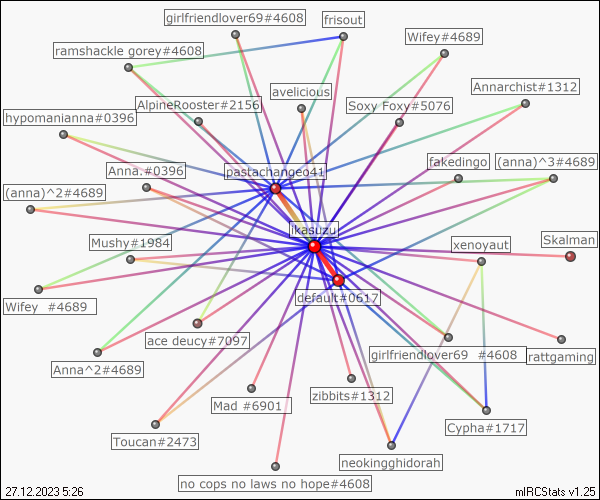 girlfriendlover69#4608
frisout
Wifey#4689
ramshackle gorey#4608
Annarchist#1312
avelicious
AlpineRooster#2156
Soxy Foxy#5076
hypomanianna#0396
fakedingo
(anna)^3#4689
Anna.#0396
pastachangeo41
(anna)^2#4689
ikasuzu
Mushy#1984
xenoyaut
Skalman
default#0617
Wifey  #4689
ace deucy#7097
girlfriendlover69  #4608
rattgaming
Anna^2#4689
zibbits#1312
Mad #6901
Cypha#1717
Toucan#2473
neokingghidorah
no cops no laws no hope#4608
27.12.2023 5:26
mIRCStats v1.25